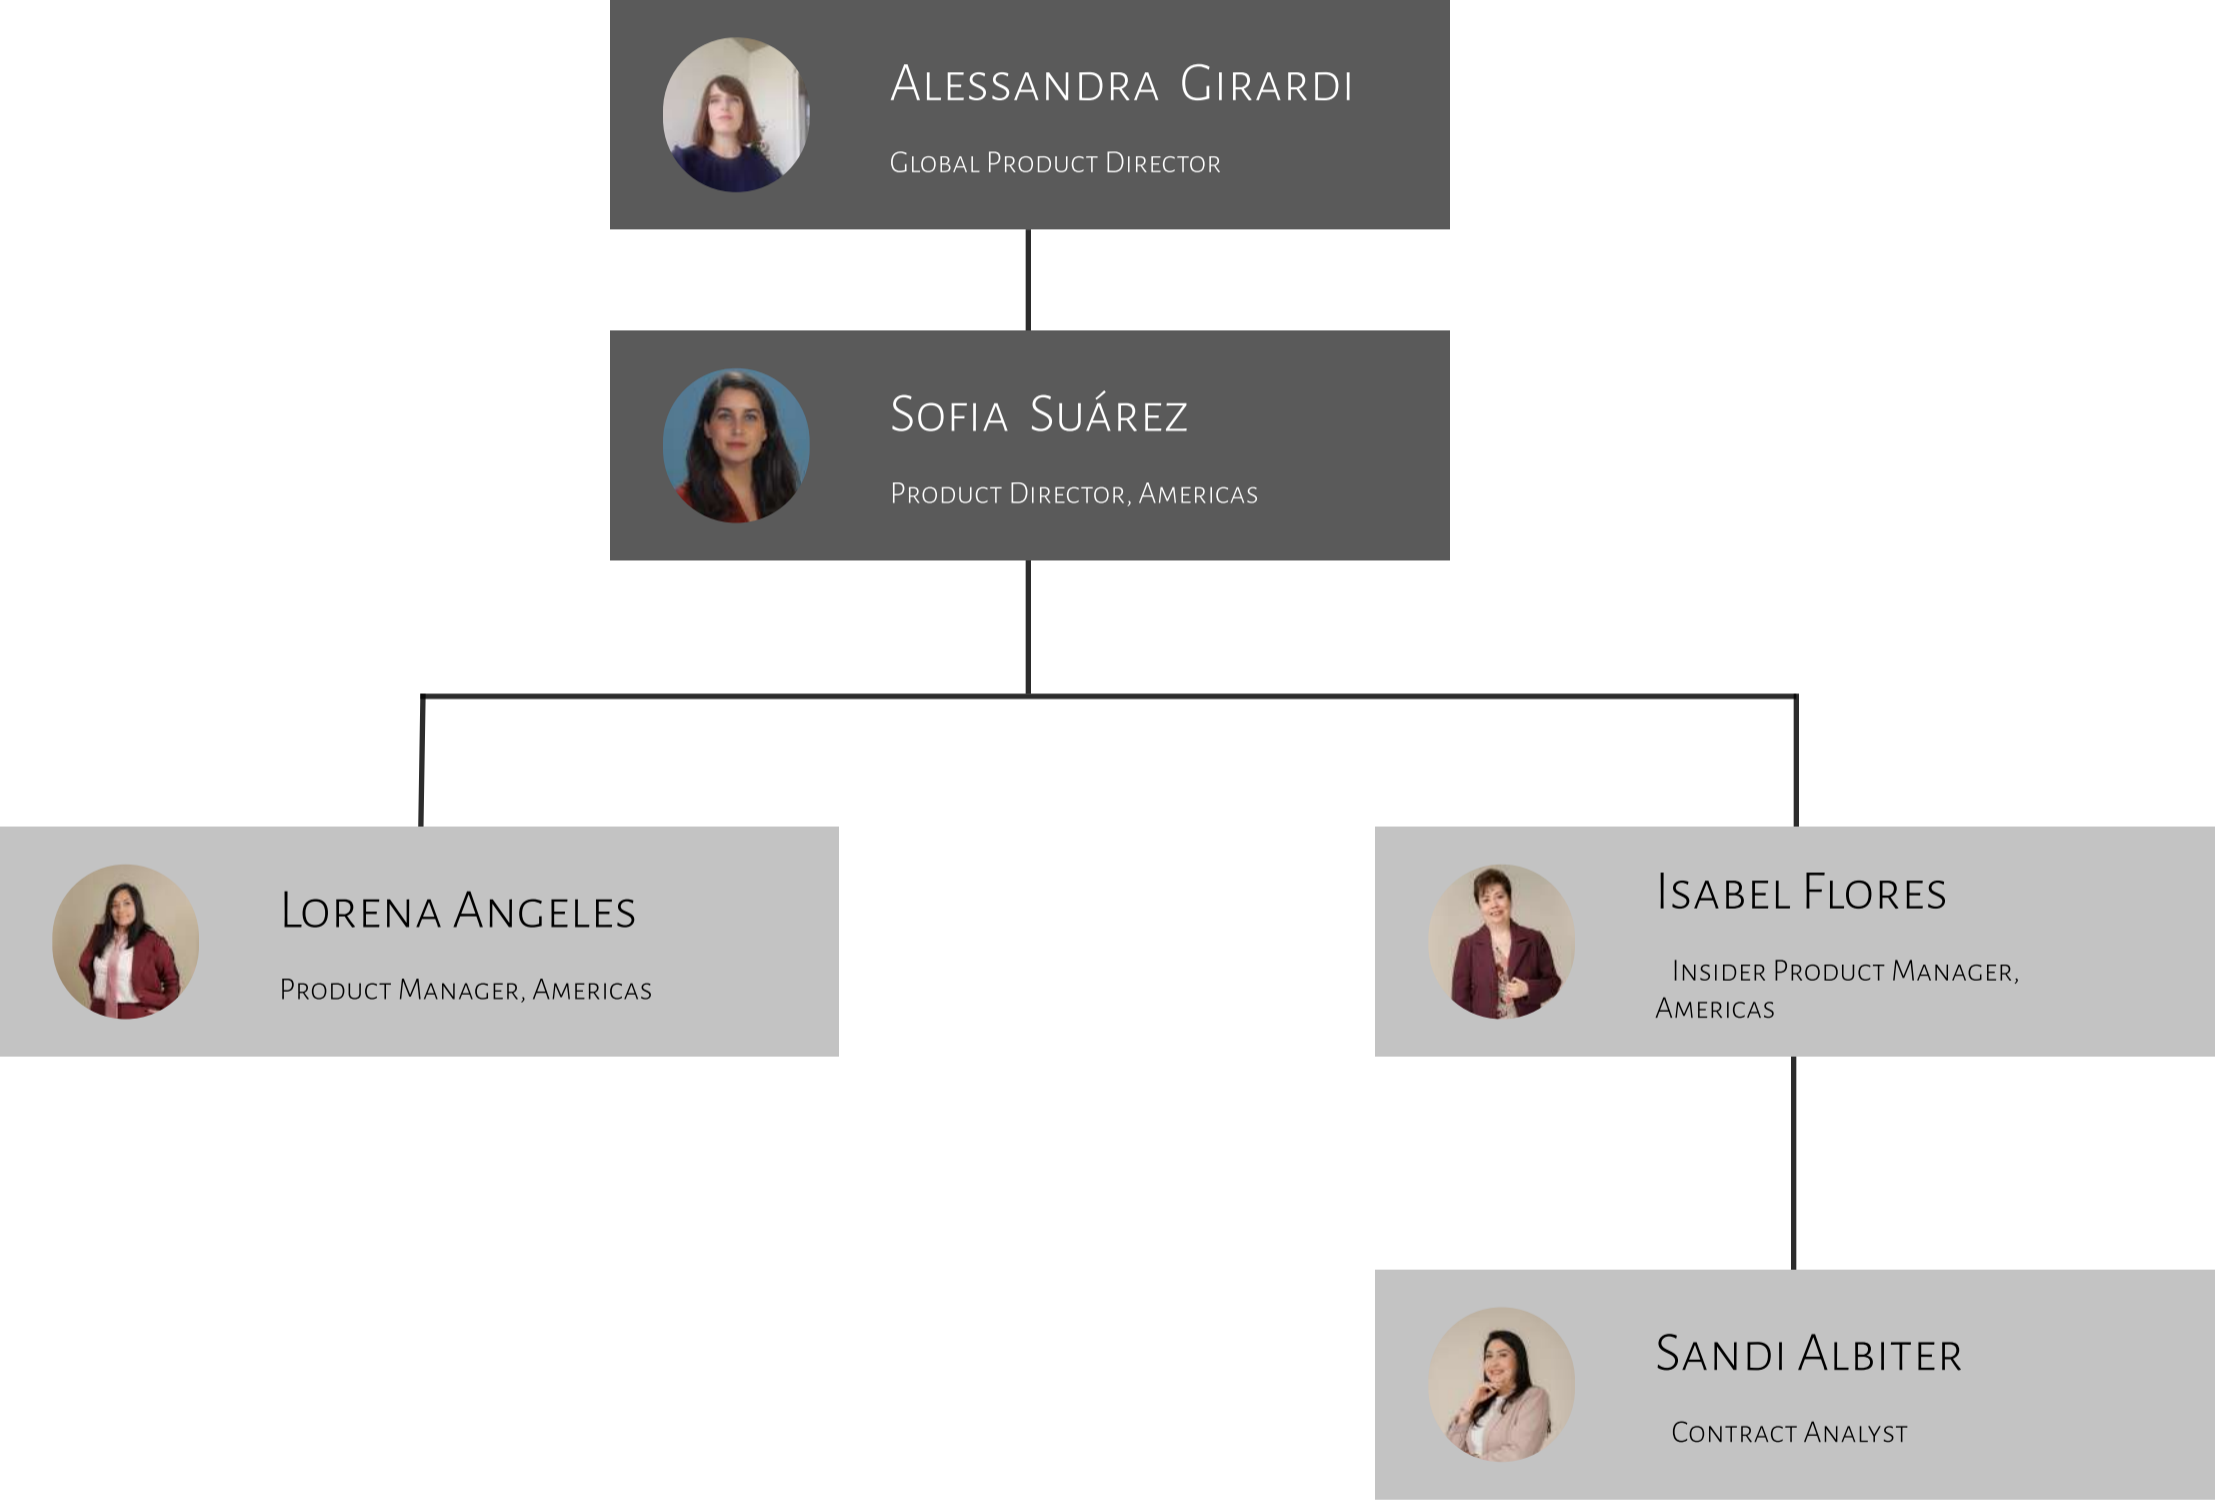 Alessandra Girardi
Global Product Director
Sofia Suárez
Product Director, Americas
Lorena Angeles
Product Manager, Americas
Isabel Flores
Insider Product Manager,
Americas
Sandi Albiter
Contract Analyst